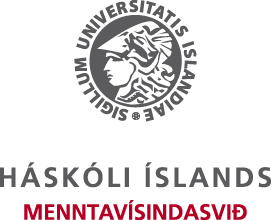 SIGILLUM UNIVERSITATIS ISLANDIAE
HÁSKÓLI ÍSLANDS
MENNTAVÍSINDASVIÐ